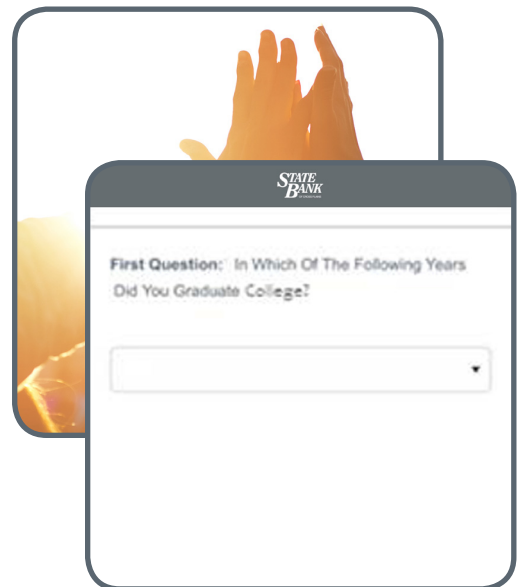 STATE
BANK
First Question: In Which Of The Following Years
Did You Graduate College?